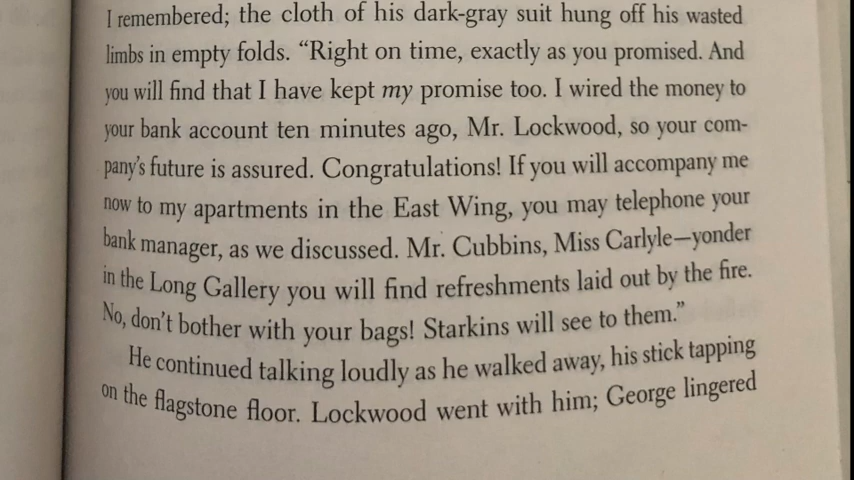 I remembered; the cloth of his dark-gray suit hung off his wasted
limbs in empty folds. “Right on time, exactly as you promised. And
you will find that I have kept my promise too. I wired the money to
your bank account ten minutes ago, Mr. Lockwood, so your com-
pany’s future is assured. Congratulations! If you will accompany me
now to my apartments in the East Wing, you may telephone your
bank manager, as we discussed. Mr. Cubbins, Miss Carlyle—yonder
in the Long Gallery you will find refreshments laid out by the fire.
No, don’t bother with your bags! Starkins will see to them.”
He continued talking loudly as he walked away, his stick tapping
on the flagstone floor. Lockwood went with him; George lingered